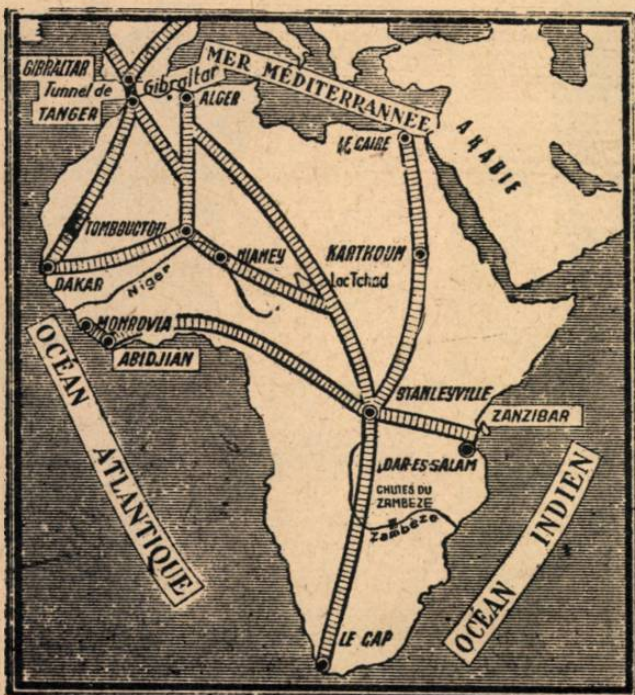 GIBRALTAR
Tunnel de
TANGER
Gibraltar
ALGER
MER MÉDITERRANNÉE
LE CAIRE
ARABIE
TOMBOUCTOU
NIAMEY
KARTHOUM
Lac Tchad
DAKAR
Niger
MONROVIA
ABIDJIAN
STANLEYVILLE
ZANZIBAR
DAR-ES-SALAM
CHUTES DU
ZAMBEZE
Zambèze
OCÉAN ATLANTIQUE
OCÉAN INDIEN
LE CAP